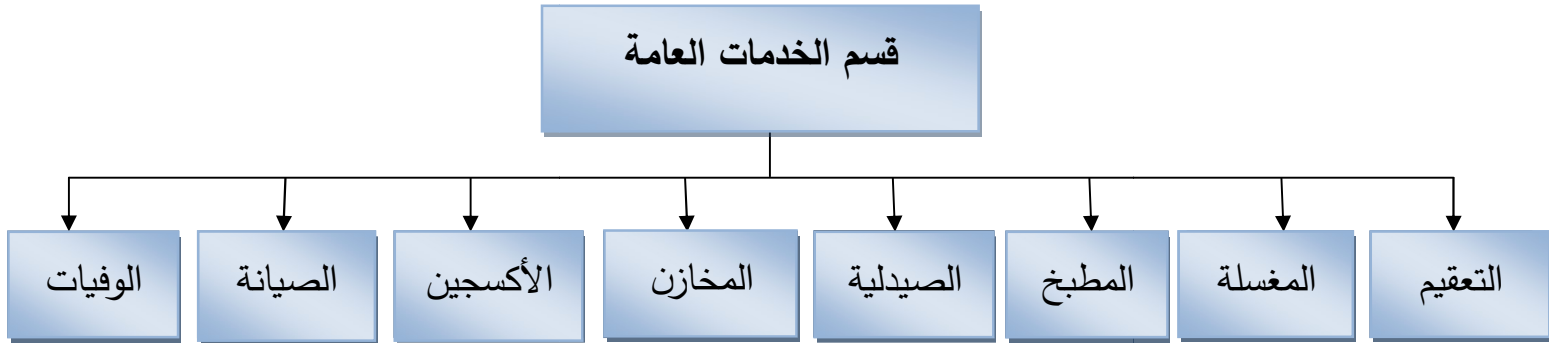 قسم الخدمات العامة
التعقيم
المغسلة
المطبخ
الصيدلية
المخازن
الأكسجين
الصيانة
الوفيات